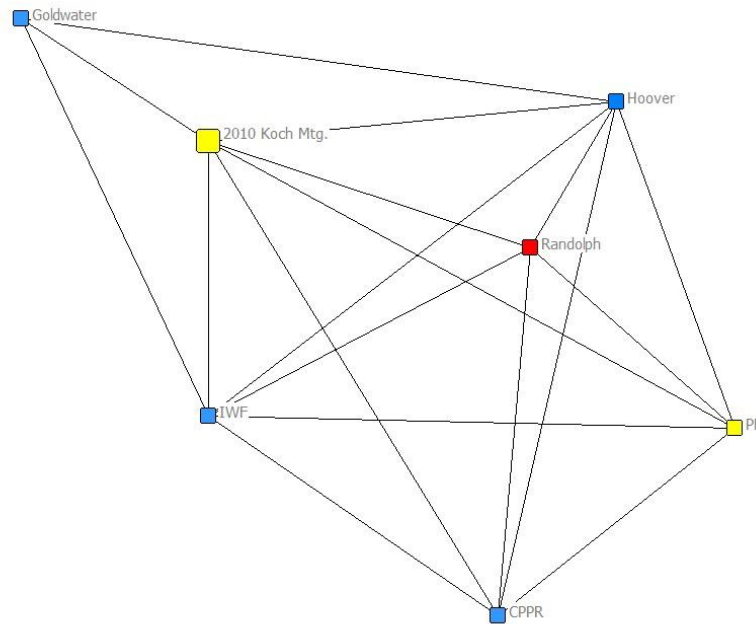 Goldwater
Hoover
2010 Koch Mtg.
Randolph
IWF
CPPR